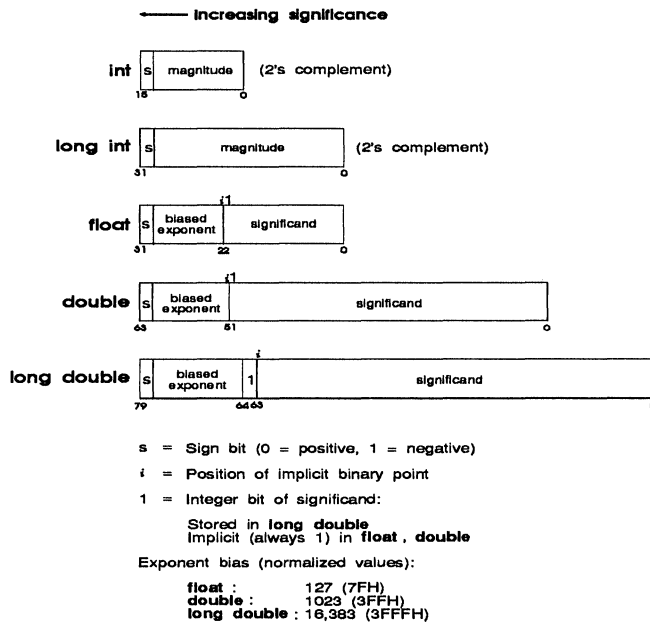 Increasing significance
int s magnitude (2's complement)
15 0
long int s magnitude (2's complement)
31 0
i1
float s biased exponent significand
31 22 0
i1
double s biased exponent significand
63 51 0
i
long double s biased exponent 1 significand
79 64 63
s = Sign bit (0 = positive, 1 = negative)
i = Position of implicit binary point
1 = Integer bit of significand:
Stored in long double
Implicit (always 1) in float, double
Exponent bias (normalized values):
float : 127 (7FH)
double : 1023 (3FFH)
long double : 16,383 (3FFFH)